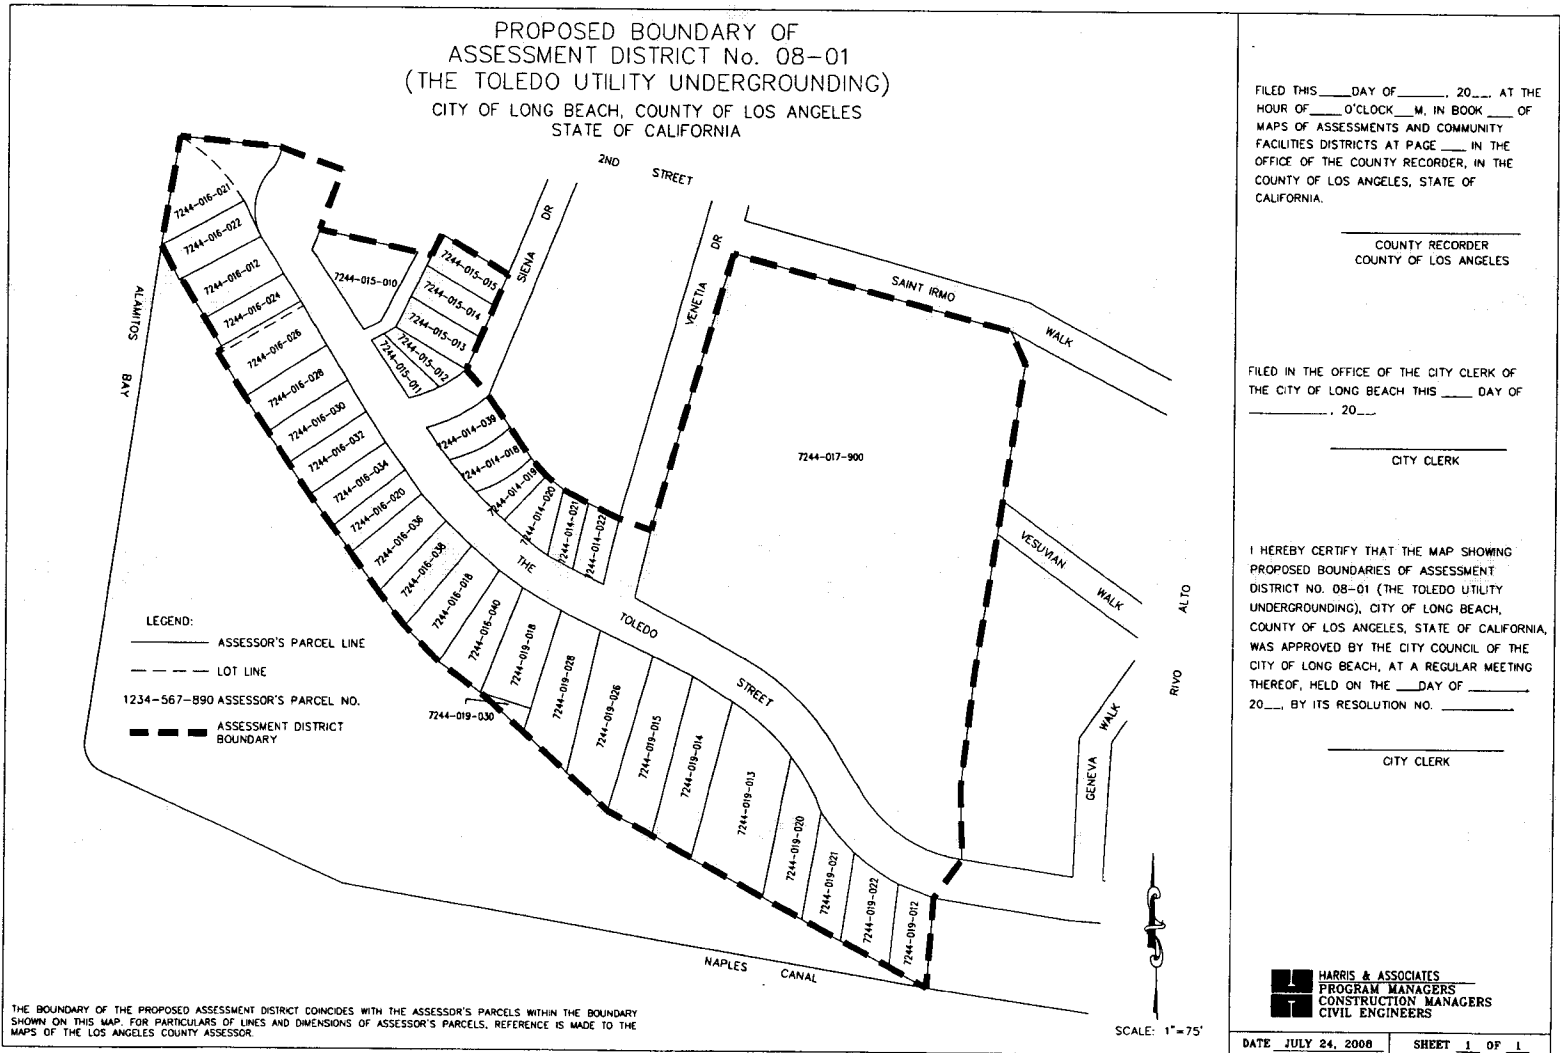 PROPOSED BOUNDARY OF
ASSESSMENT DISTRICT No. 08-01
(THE TOLEDO UTILITY UNDERGROUNDING)
CITY OF LONG BEACH, COUNTY OF LOS ANGELES
STATE OF CALIFORNIA
2ND STREET
SIENA DR
VENETIA DR
SAINT IRMO WALK
ALAMITOS BAY
7244-016-021
7244-016-022
7244-016-012
7244-016-024
7244-016-026
7244-016-028
7244-016-030
7244-016-032
7244-016-034
7244-016-020
7244-016-036
7244-016-038
7244-016-018
7244-016-040
7244-015-010
7244-015-015
7244-015-014
7244-015-013
7244-015-012
7244-015-011
7244-014-039
7244-014-018
7244-014-019
7244-014-020
7244-014-021
7244-014-022
7244-017-900
THE TOLEDO STREET
VESUVIAN WALK
RIVO ALTO
GENEVA WALK
7244-019-018
7244-019-030
7244-019-028
7244-019-026
7244-019-015
7244-019-014
7244-019-013
7244-019-020
7244-019-021
7244-019-022
7244-019-012
NAPLES CANAL
LEGEND:
ASSESSOR'S PARCEL LINE
LOT LINE
1234-567-890 ASSESSOR'S PARCEL NO.
ASSESSMENT DISTRICT
BOUNDARY
THE BOUNDARY OF THE PROPOSED ASSESSMENT DISTRICT COINCIDES WITH THE ASSESSOR'S PARCELS WITHIN THE BOUNDARY
SHOWN ON THIS MAP. FOR PARTICULARS OF LINES AND DIMENSIONS OF ASSESSOR'S PARCELS, REFERENCE IS MADE TO THE
MAPS OF THE LOS ANGELES COUNTY ASSESSOR.
SCALE: 1"=75'
FILED THIS ____ DAY OF ______, 20__, AT THE
HOUR OF ____ O'CLOCK __M, IN BOOK ___ OF
MAPS OF ASSESSMENTS AND COMMUNITY
FACILITIES DISTRICTS AT PAGE ___ IN THE
OFFICE OF THE COUNTY RECORDER, IN THE
COUNTY OF LOS ANGELES, STATE OF
CALIFORNIA.
COUNTY RECORDER
COUNTY OF LOS ANGELES
FILED IN THE OFFICE OF THE CITY CLERK OF
THE CITY OF LONG BEACH THIS ____ DAY OF
__________, 20__
CITY CLERK
I HEREBY CERTIFY THAT THE MAP SHOWING
PROPOSED BOUNDARIES OF ASSESSMENT
DISTRICT NO. 08-01 (THE TOLEDO UTILITY
UNDERGROUNDING), CITY OF LONG BEACH,
COUNTY OF LOS ANGELES, STATE OF CALIFORNIA,
WAS APPROVED BY THE CITY COUNCIL OF THE
CITY OF LONG BEACH, AT A REGULAR MEETING
THEREOF, HELD ON THE ___DAY OF ________,
20__, BY ITS RESOLUTION NO. _________
CITY CLERK
HARRIS & ASSOCIATES
PROGRAM MANAGERS
CONSTRUCTION MANAGERS
CIVIL ENGINEERS
DATE JULY 24, 2008 SHEET 1 OF 1